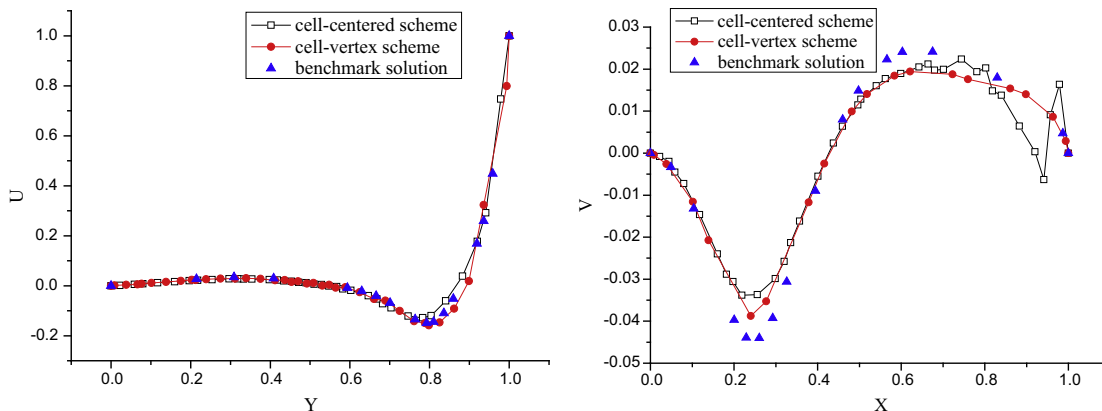 cell-centered scheme
cell-vertex scheme
benchmark solution
1.0
0.8
0.6
0.4
0.2
0.0
-0.2
U
0.0 0.2 0.4 0.6 0.8 1.0
Y
cell-centered scheme
cell-vertex scheme
benchmark solution
0.03
0.02
0.01
0.00
-0.01
-0.02
-0.03
-0.04
-0.05
V
0.0 0.2 0.4 0.6 0.8 1.0
X